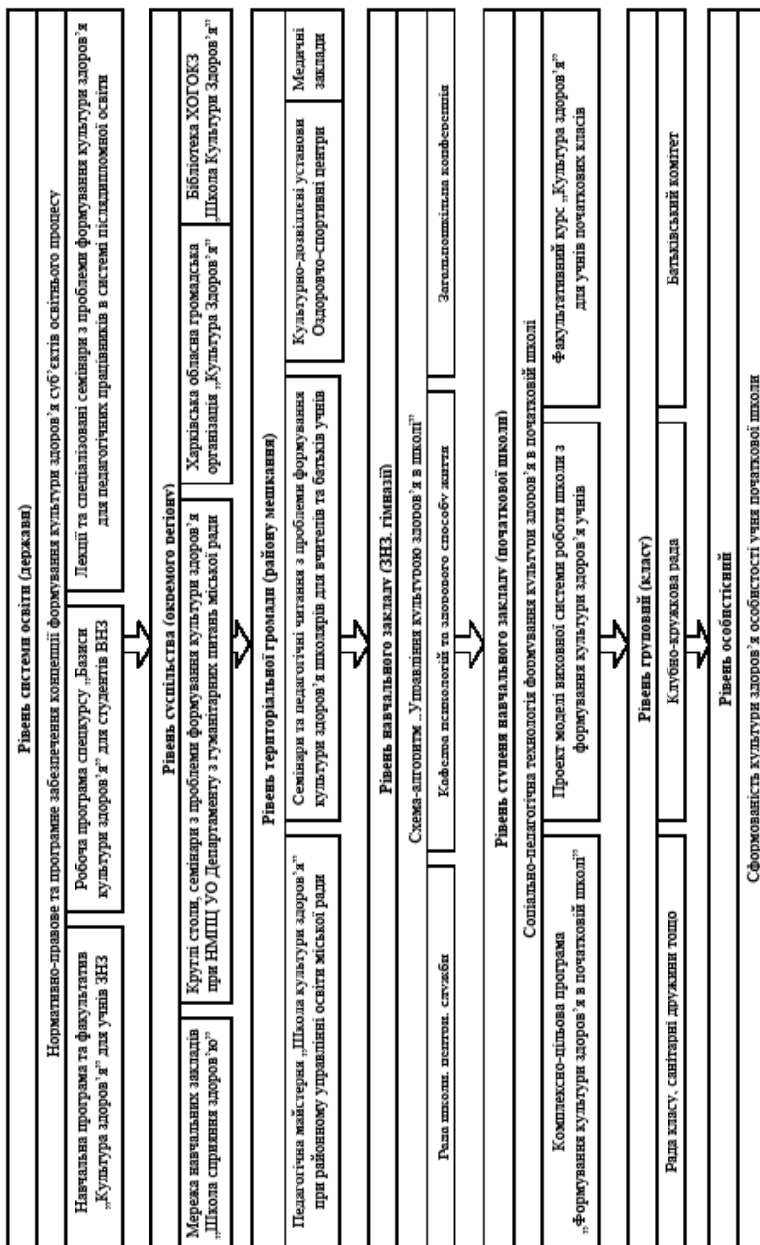 Рівень системи освіти (держави)
Нормативно-правове та програмне забезпечення концепції формування культури здоров'я суб'єктів освітнього процесу
Навчальна програма та факультатив
„Культура здоров'я” для учнів ЗНЗ
Робоча програма спецкурсу „Базиси
культури здоров'я” для студентів ВНЗ
Лекції та спеціалізовані семінари з проблеми формування культури здоров'я
для педагогічних працівників в системі післядипломної освіти
Рівень суспільства (окремого регіону)
Мережа навчальних закладів
„Школа сприяння здоров'ю”
Круглі столи, семінари з проблеми формування культури здоров'я
при НМПЦ УО Департаменту з гуманітарних питань міської ради
Харківська обласна громадська
організація „Культура Здоров'я”
Бібліотека ХОГОКЗ
„Школа Культури Здоров'я”
Рівень територіальної громади (району мешкання)
Педагогічна майстерня „Школа культури здоров'я”
при районному управлінні освіти міської ради
Семінари та педагогічні читання з проблеми формування
культури здоров'я школярів для вчителів та батьків учнів
Культурно-дозвіллєві установи
Оздоровчо-спортивні центри
Медичні
заклади
Рівень навчального закладу (ЗНЗ, гімназії)
Схема-алгоритм „Управління культурою здоров'я в школі”
Рада школи, центри, служби
Кафедра психології та здорового способу життя
Загальношкільна конференція
Рівень ступеня навчального закладу (початкової школи)
Соціально-педагогічна технологія формування культури здоров'я в початковій школі
Комплексно-цільова програма
„Формування культури здоров'я в початковій школі”
Проект моделі виховної системи роботи школи з
формування культури здоров'я учнів
Факультативний курс „Культура здоров'я”
для учнів початкових класів
Рівень груповий (класу)
Рада класу, санітарні дружини тощо
Клубно-кружкова рада
Батьківський комітет
Рівень особистісний
Сформованість культури здоров'я особистості учня початкової школи